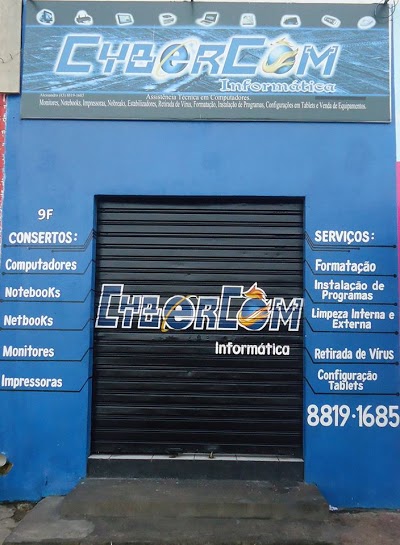 CYBERCOM
Informática
Assistência Técnica em Computadores.
Monitores, Notebooks, Impressoras, Nobreaks, Estabilizadores, Retirada de Vírus, Formatação, Instalação de Programas, Configurações em Tablets e Venda de Equipamentos.
9F
CONSERTOS:
Computadores
Notebooks
Netbooks
Monitores
Impressoras
CYBERCOM
Informática
SERVIÇOS:
Formatação
Instalação de
Programas
Limpeza Interna e
Externa
Retirada de Vírus
Configuração
Tablets
8819-1685